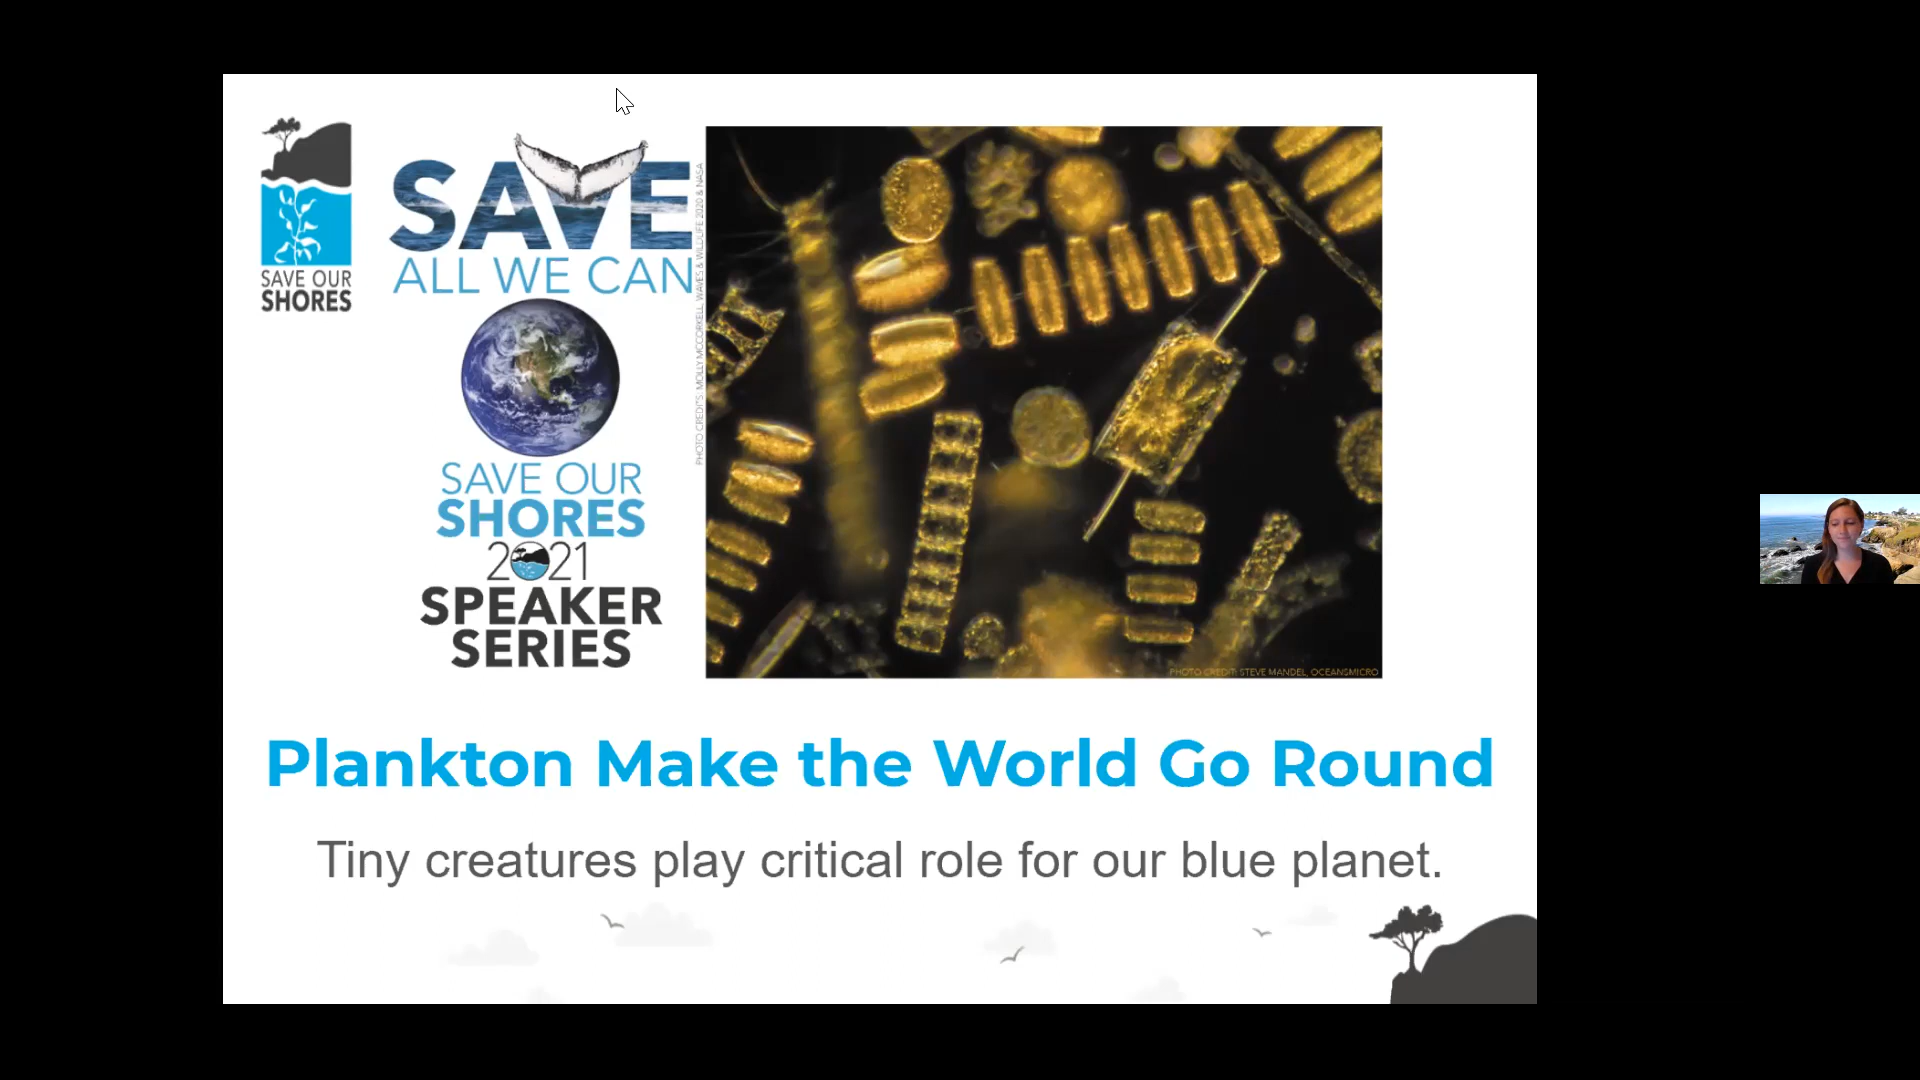 SAVE OUR
SHORES
SAVE
ALL WE CAN
SAVE OUR
SHORES
2021
SPEAKER
SERIES
PHOTO CREDITS: MOLLY MCCORKELL, WAVES & WILDLIFE 2020 & NASA
PHOTO CREDIT: STEVE MANDEL, OCEANSMICRO
Plankton Make the World Go Round
Tiny creatures play critical role for our blue planet.